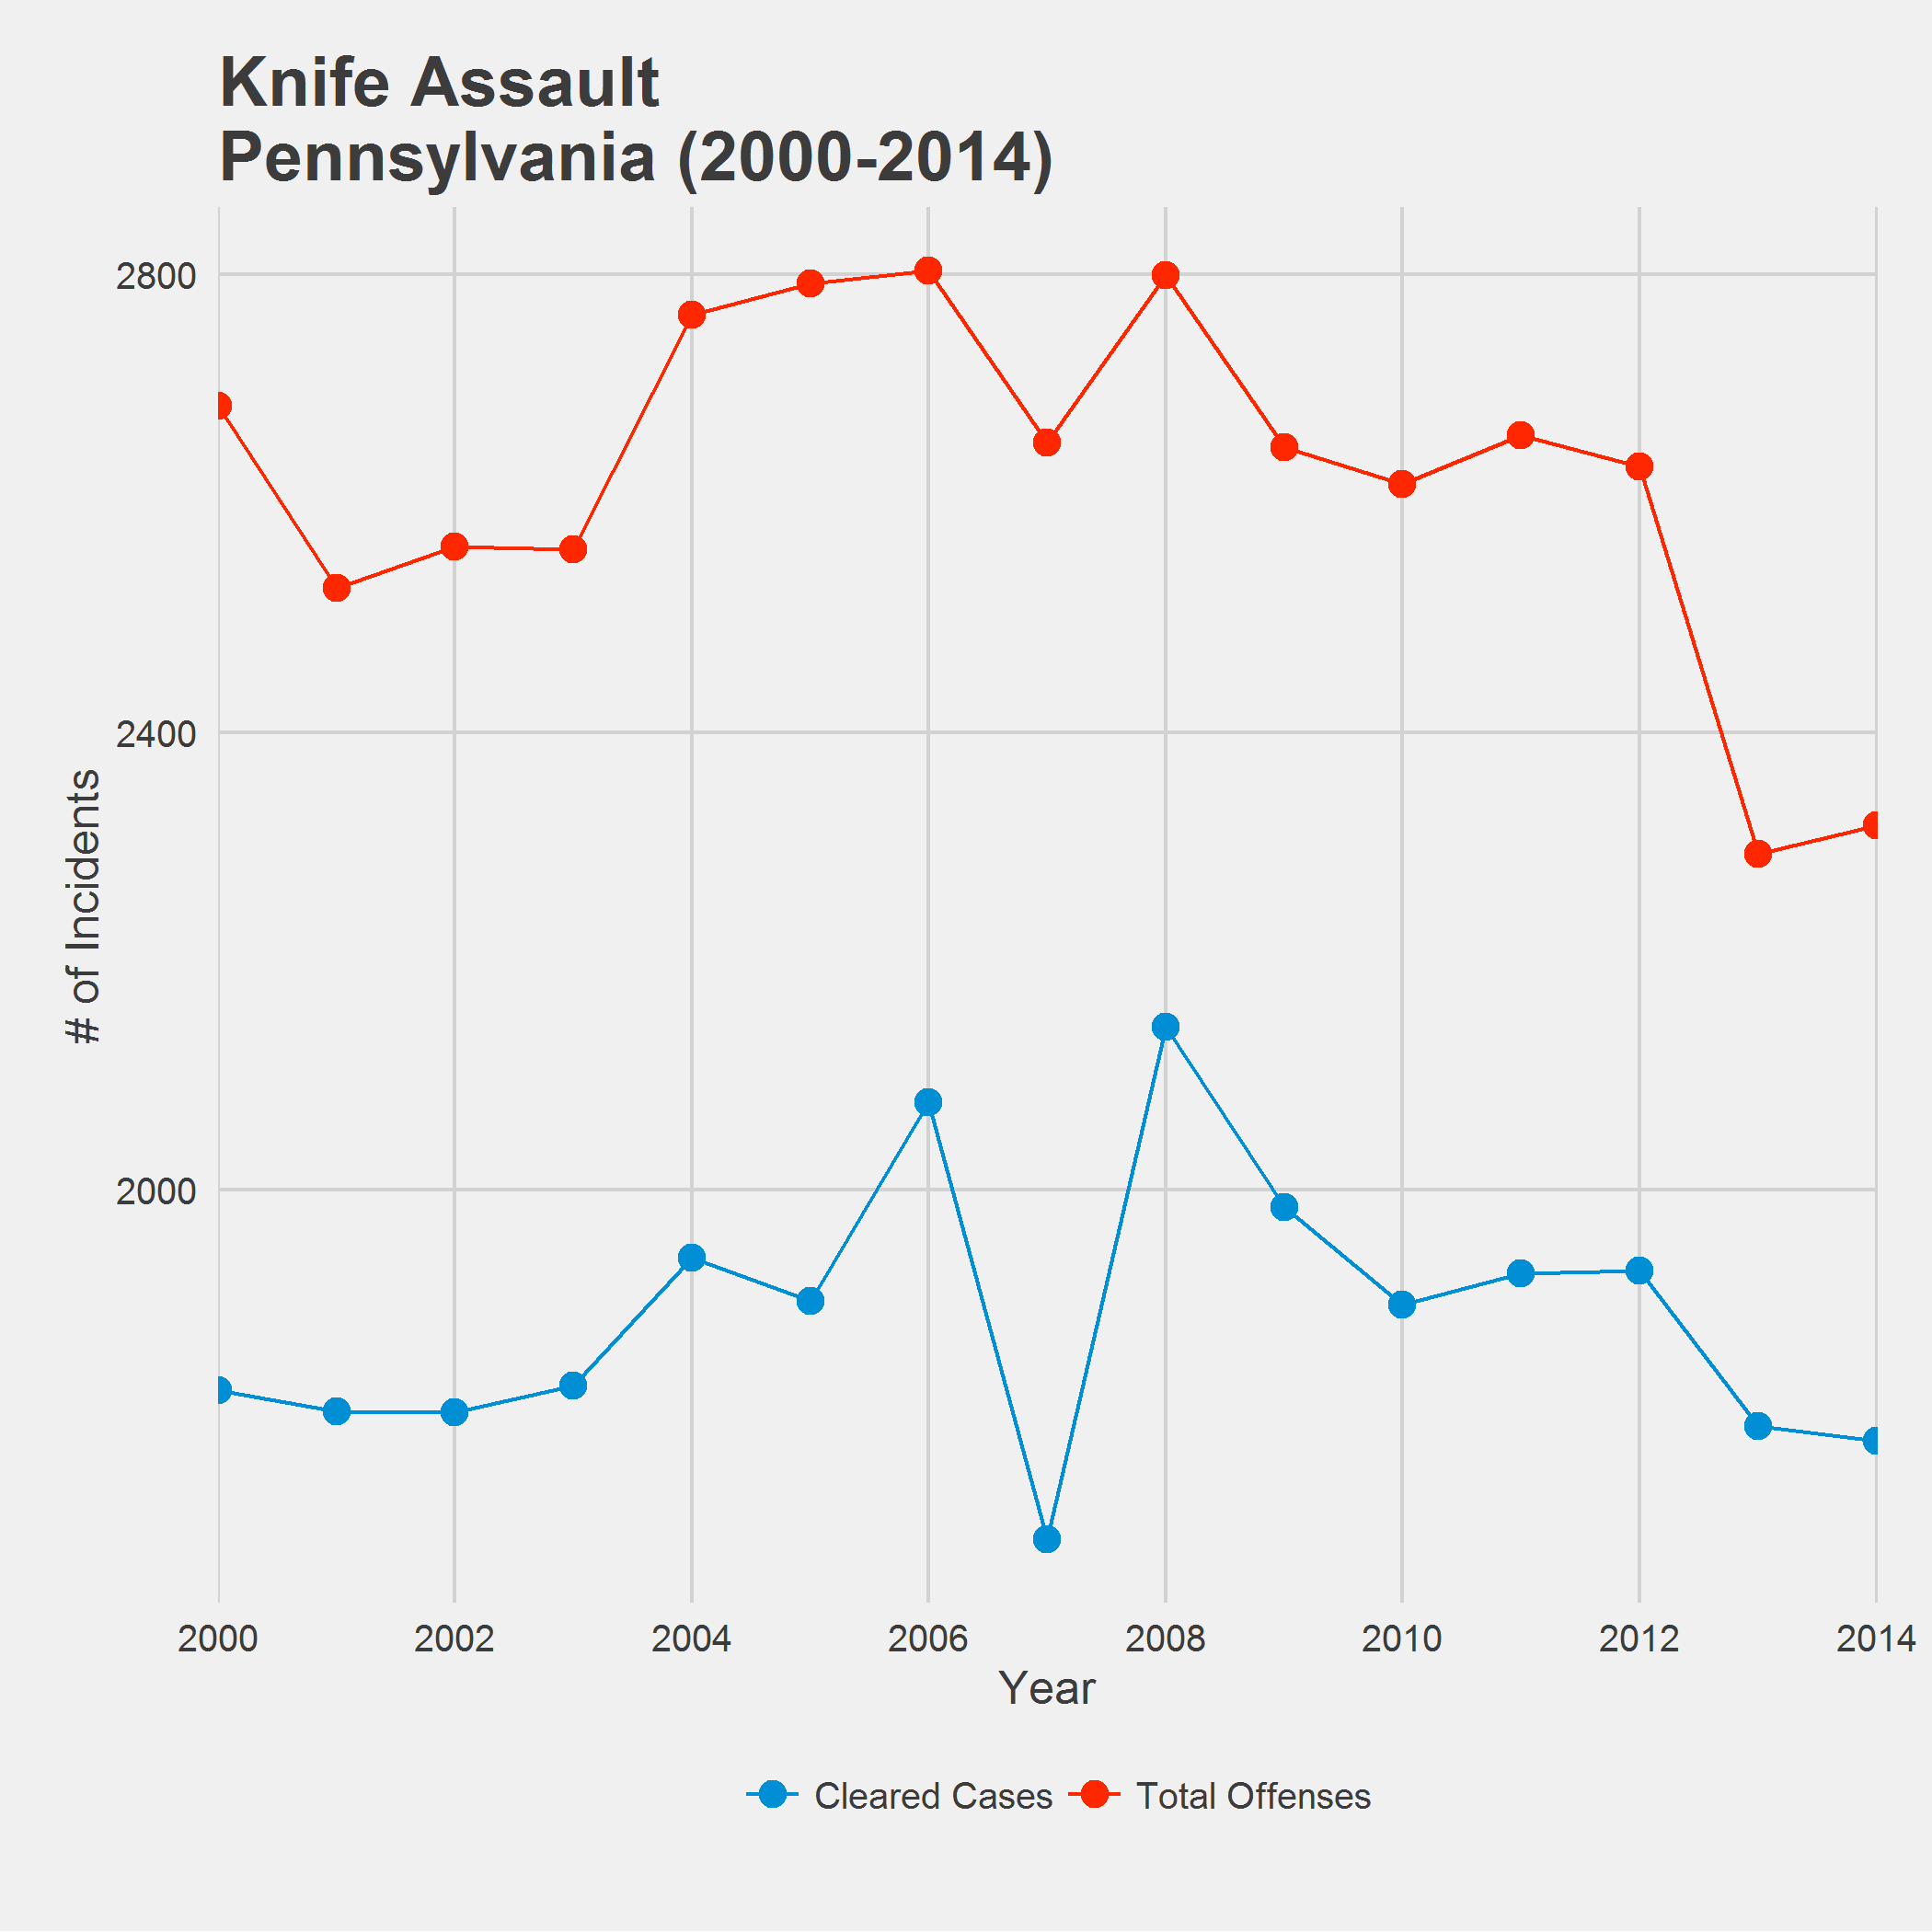 Knife Assault
Pennsylvania (2000-2014)
2800
2400
2000
# of Incidents
2000 2002 2004 2006 2008 2010 2012 2014
Year
Cleared Cases Total Offenses